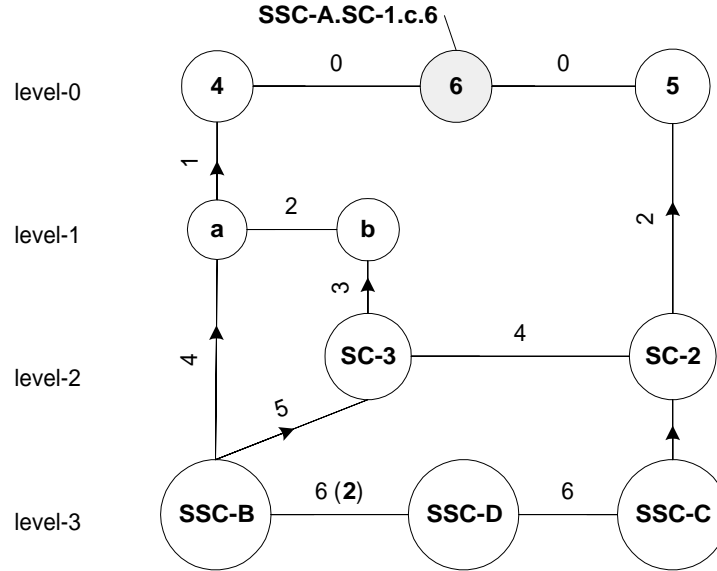 SSC-A.SC-1.c.6
level-0
4
0
6
0
5
1
level-1
a
2
b
2
3
level-2
4
SC-3
4
SC-2
5
level-3
SSC-B
6 (2)
SSC-D
6
SSC-C